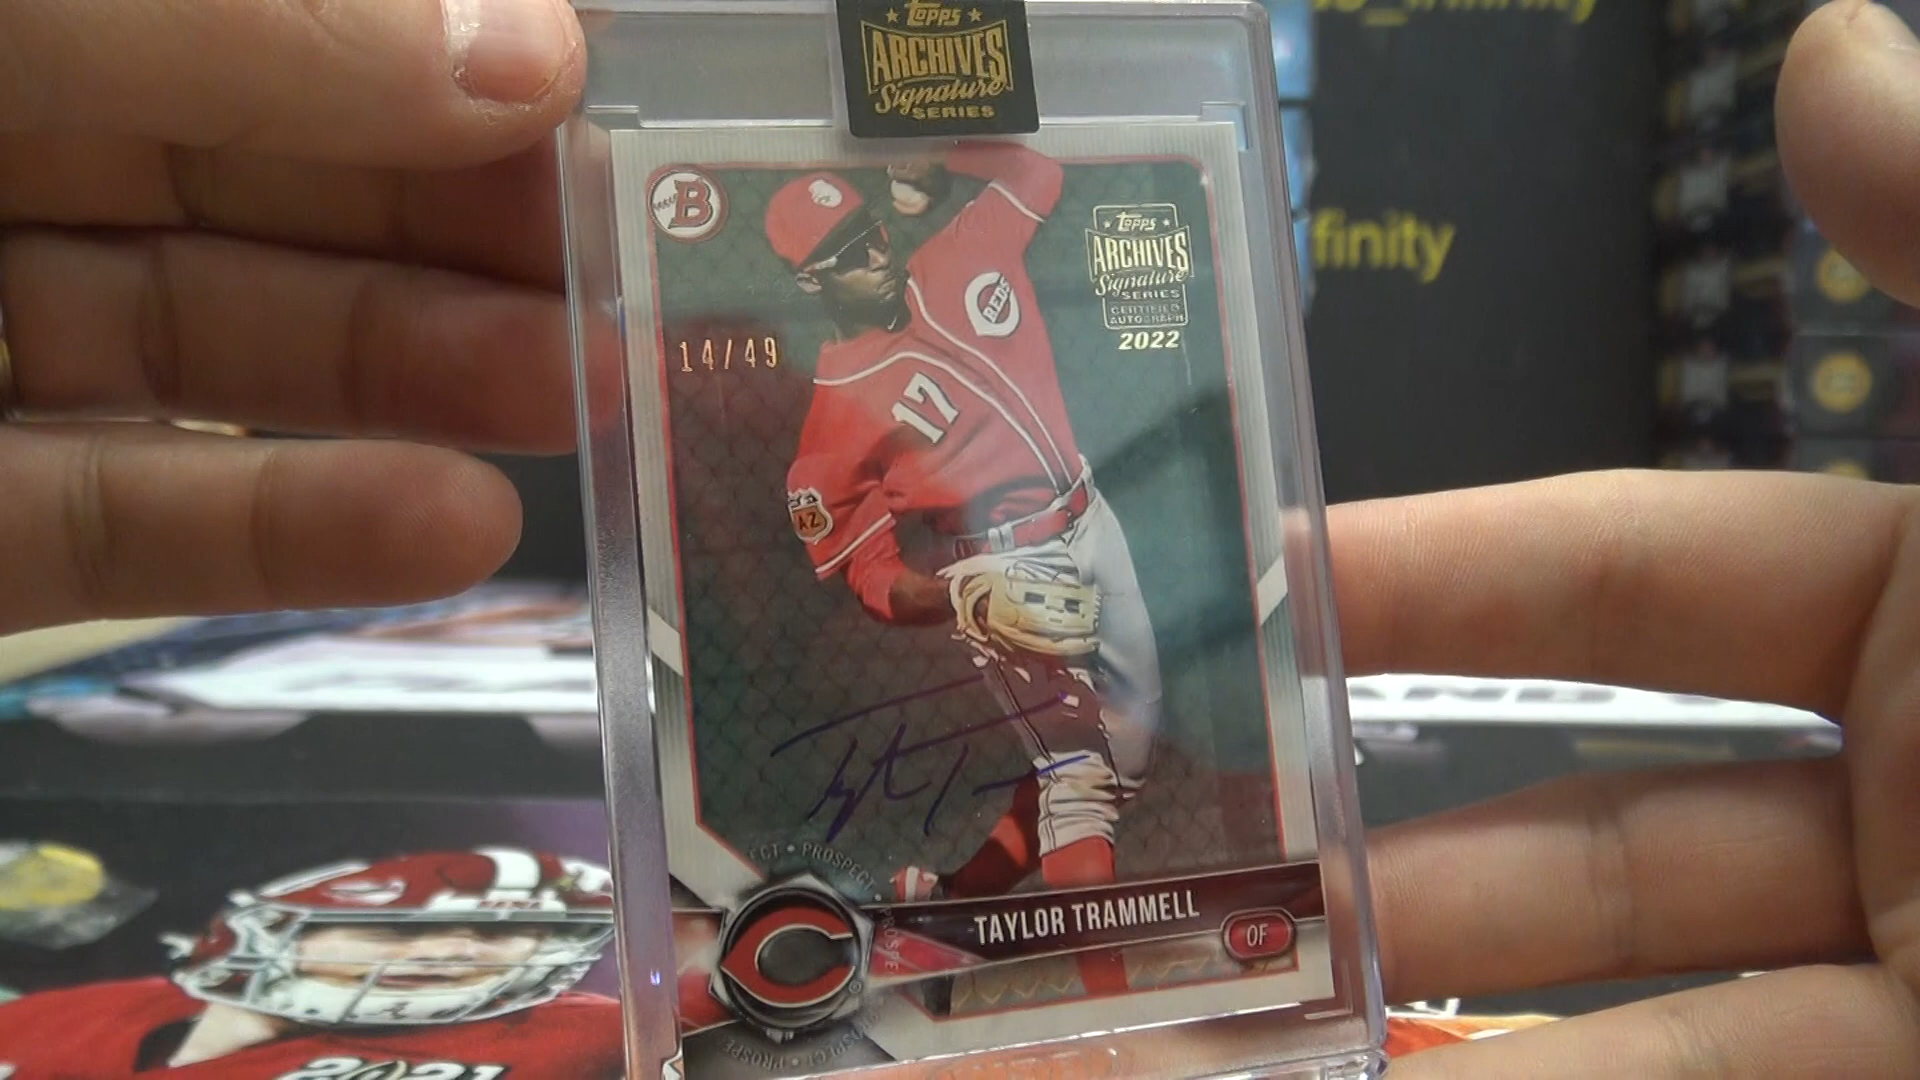 Topps
ARCHIVES
Signature
SERIES
B
Topps
ARCHIVES
Signature
SERIES
CERTIFIED
AUTOGRAPH
2022
finity
14/49
REDS
17
AZ
PROSPECT
TAYLOR TRAMMELL
OF
2021